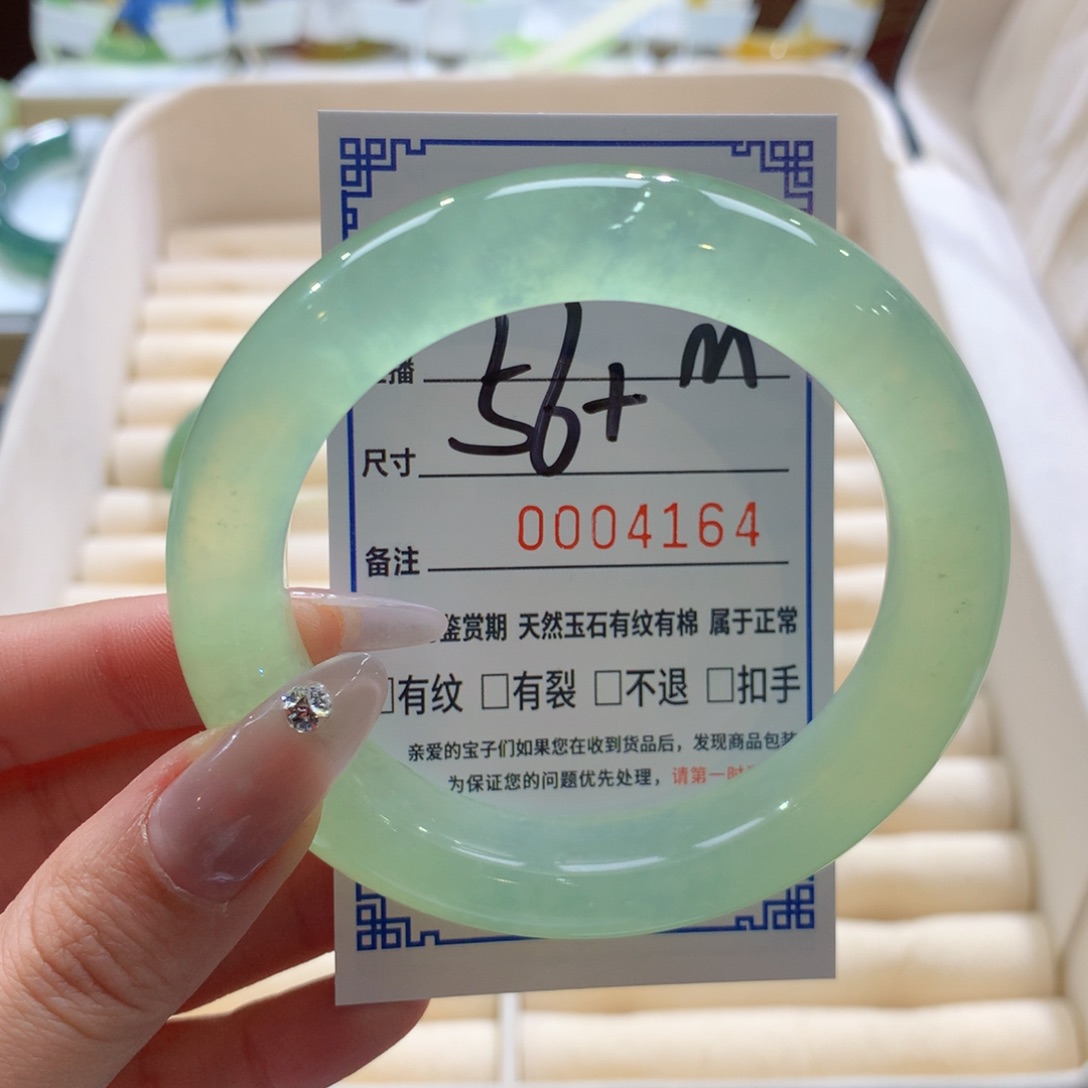 播 M
尺寸 56+
0004164
备注
鉴赏期 天然玉石有纹有棉 属于正常
□有纹 □有裂 □不退 □扣手
亲爱的宝子们如果您在收到货品后，发现商品包装
为保证您的问题优先处理，请第一时